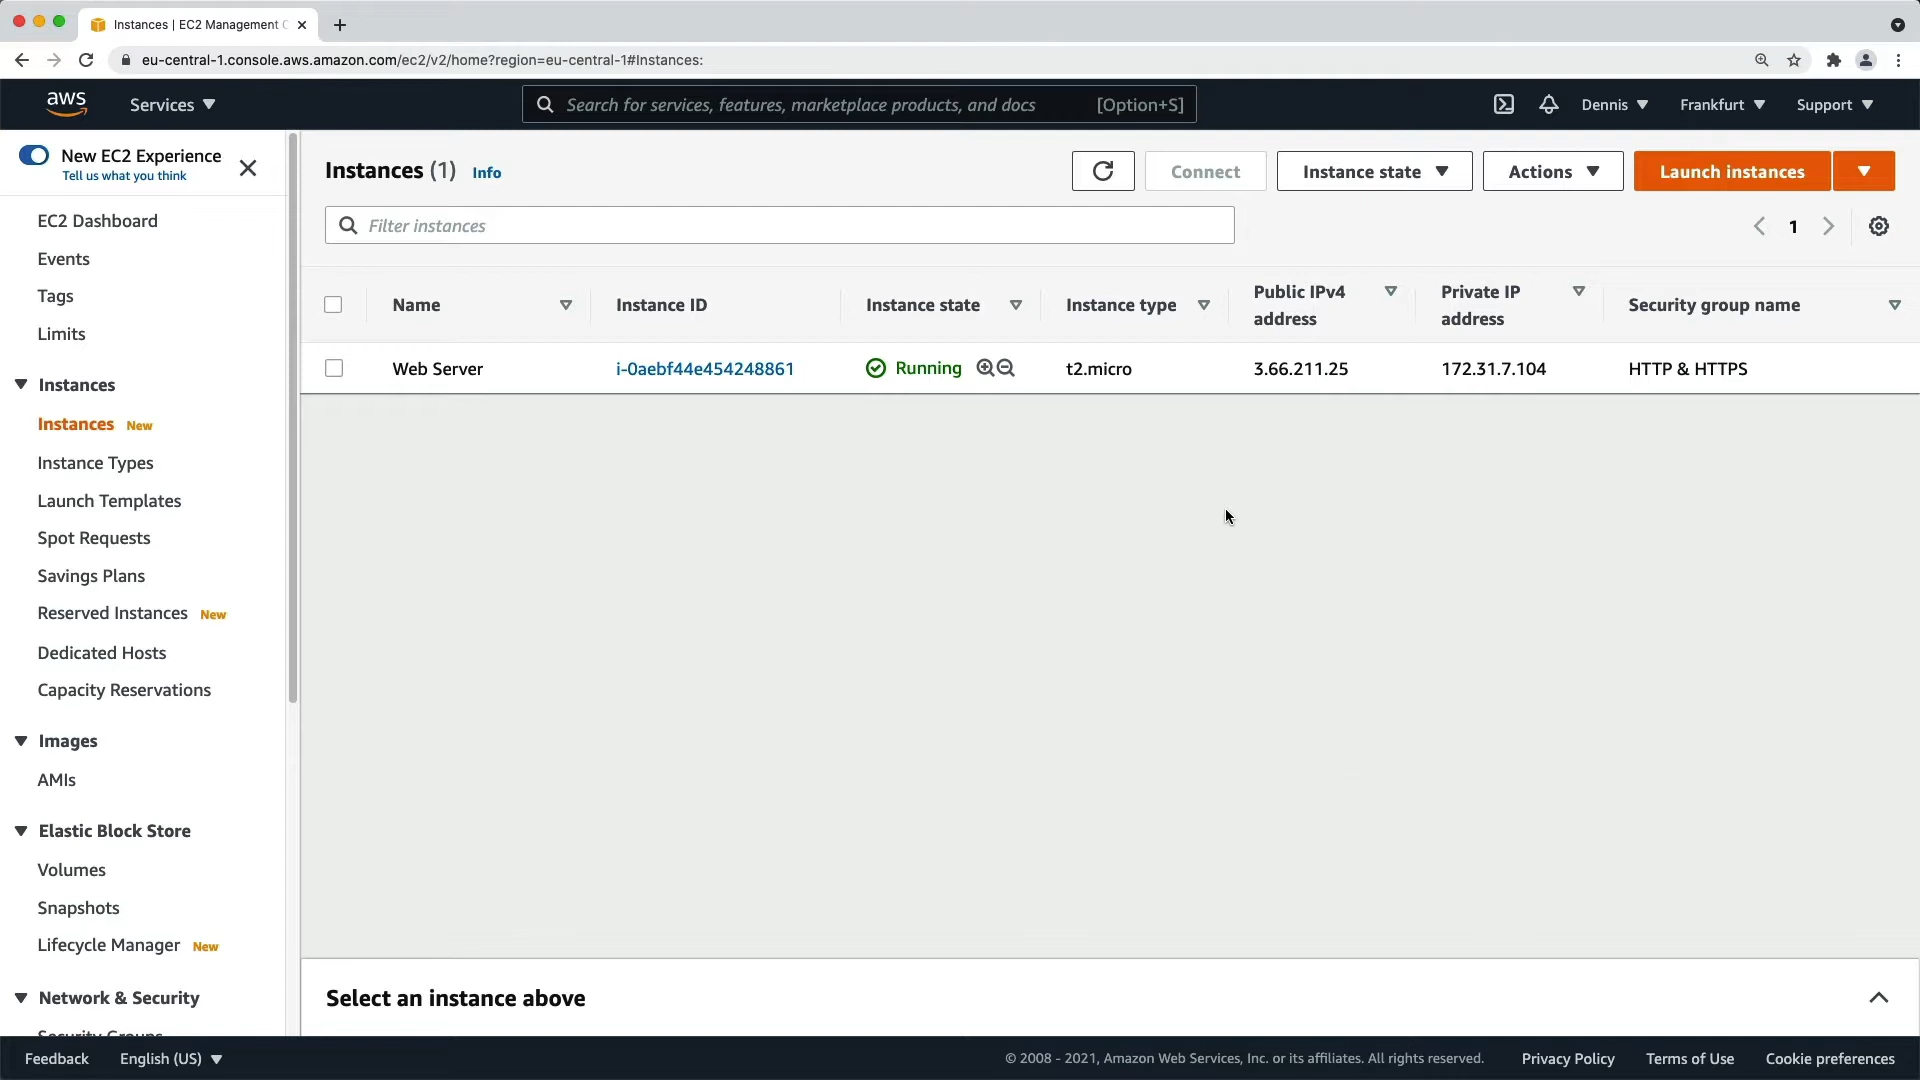 Instances | EC2 Management C
eu-central-1.console.aws.amazon.com/ec2/v2/home?region=eu-central-1#Instances:
aws
Services
Search for services, features, marketplace products, and docs
[Option+S]
Dennis
Frankfurt
Support
New EC2 Experience
Tell us what you think
EC2 Dashboard
Events
Tags
Limits
Instances
Instances New
Instance Types
Launch Templates
Spot Requests
Savings Plans
Reserved Instances New
Dedicated Hosts
Capacity Reservations
Images
AMIs
Elastic Block Store
Volumes
Snapshots
Lifecycle Manager New
Network & Security
Security Groups
Instances (1) Info
Connect
Instance state
Actions
Launch instances
Filter instances
1
Name
Instance ID
Instance state
Instance type
Public IPv4
address
Private IP
address
Security group name
Web Server
i-0aebf44e454248861
Running
t2.micro
3.66.211.25
172.31.7.104
HTTP & HTTPS
Select an instance above
Feedback
English (US)
© 2008 - 2021, Amazon Web Services, Inc. or its affiliates. All rights reserved.
Privacy Policy
Terms of Use
Cookie preferences